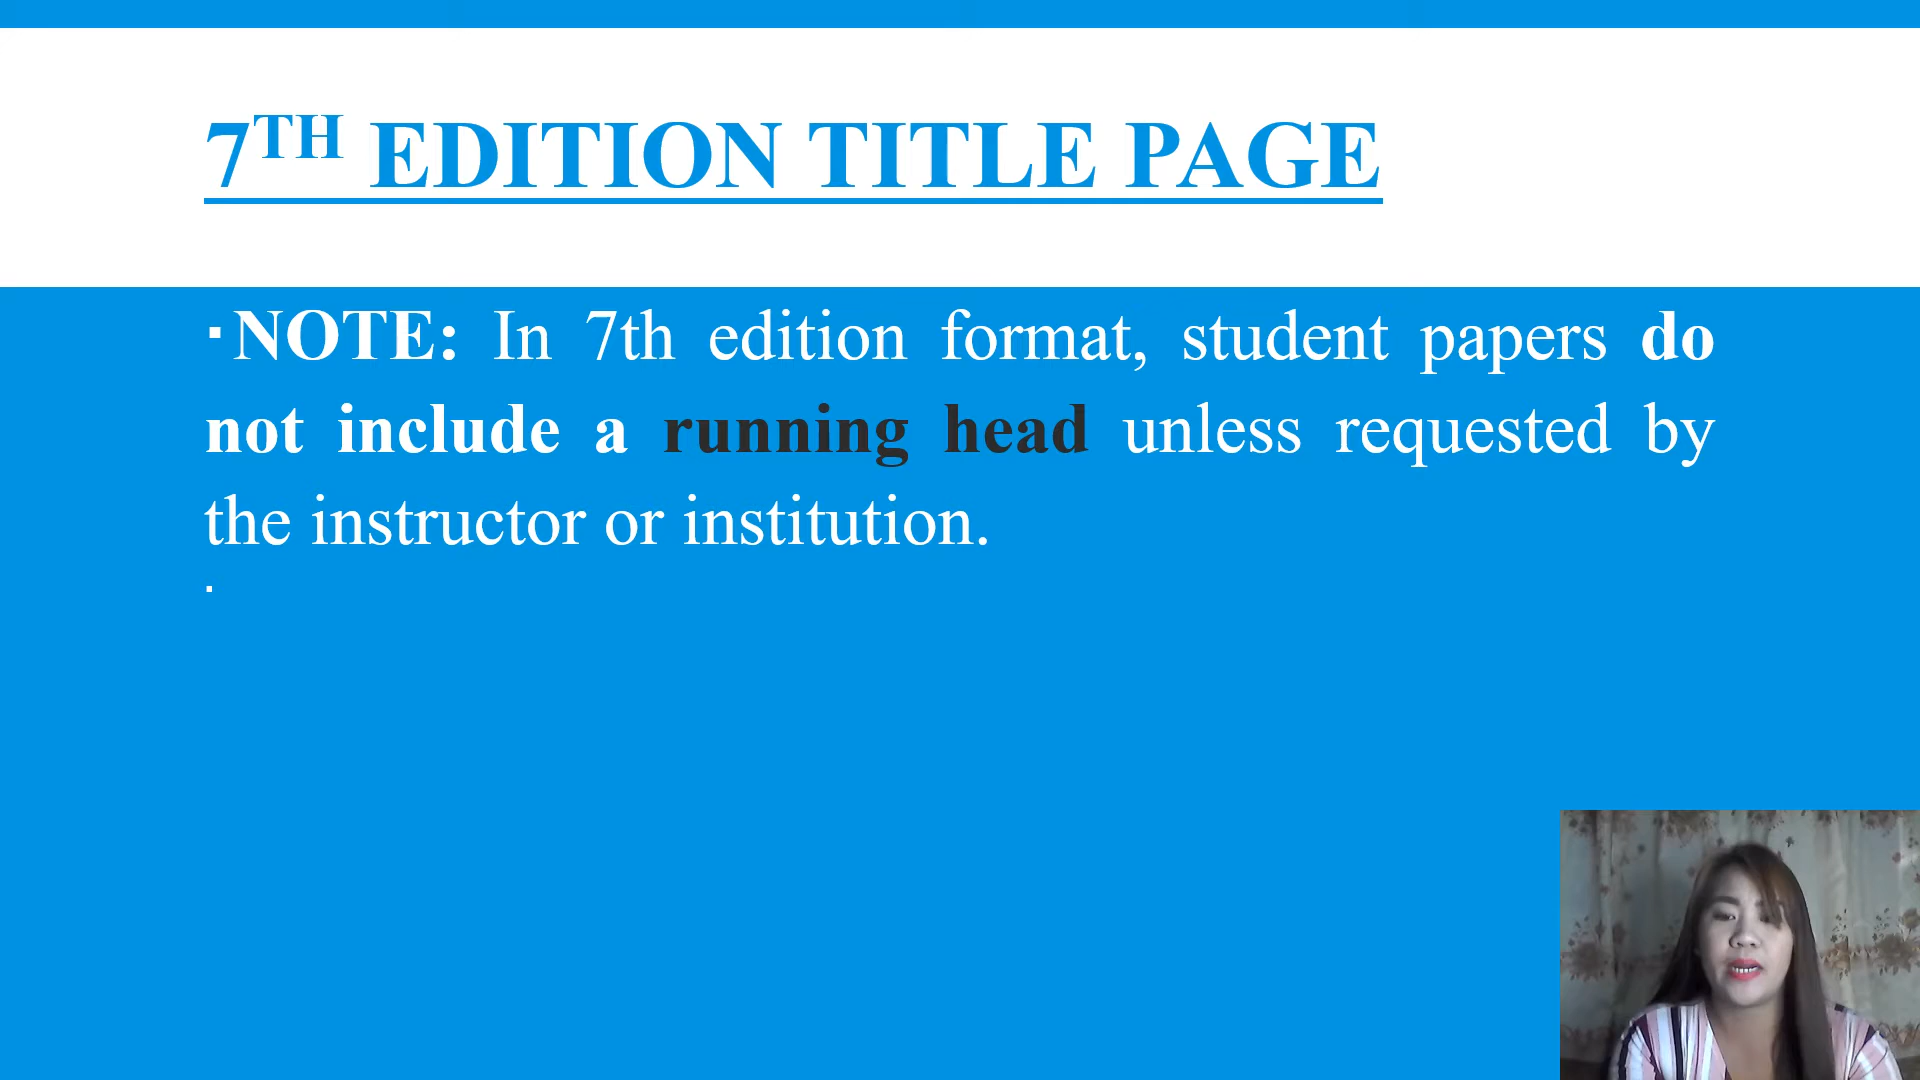 7TH EDITION TITLE PAGE
▪NOTE: In 7th edition format, student papers do
not include a running head unless requested by
the instructor or institution.
▪